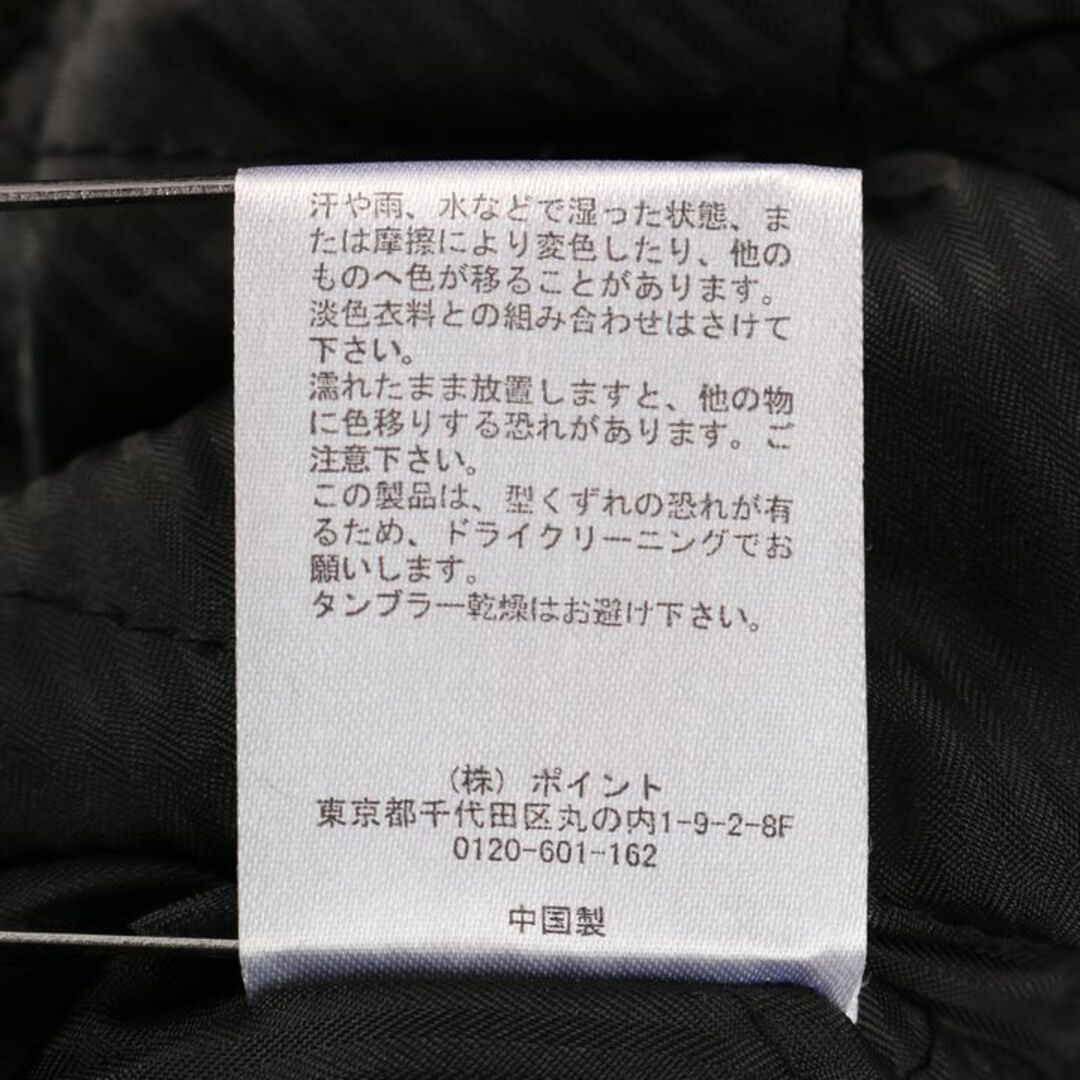 汗や雨、水などで湿った状態、ま
たは摩擦により変色したり、他の
ものへ色が移ることがあります。
淡色衣料との組み合わせはさけて
下さい。
濡れたまま放置しますと、他の物
に色移りする恐れがあります。ご
注意下さい。
この製品は、型くずれの恐れが有
るため、ドライクリーニングでお
願いします。
タンブラー乾燥はお避け下さい。
(株) ポイント
東京都千代田区丸の内1-9-2-8F
0120-601-162
中国製